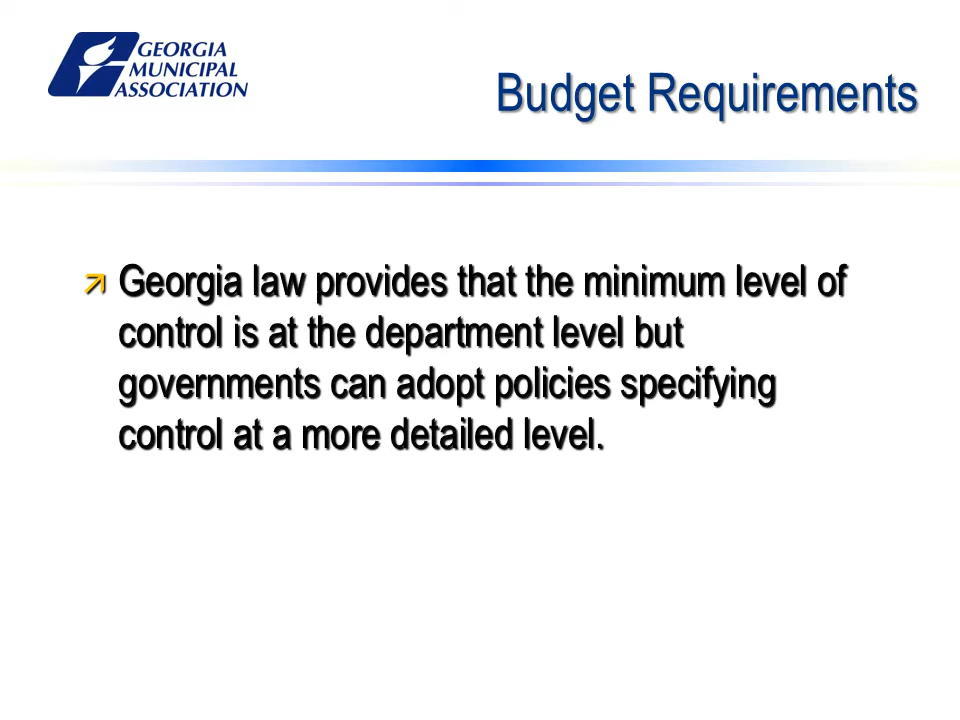 GEORGIA
MUNICIPAL
ASSOCIATION
Budget Requirements
Georgia law provides that the minimum level of
control is at the department level but
governments can adopt policies specifying
control at a more detailed level.